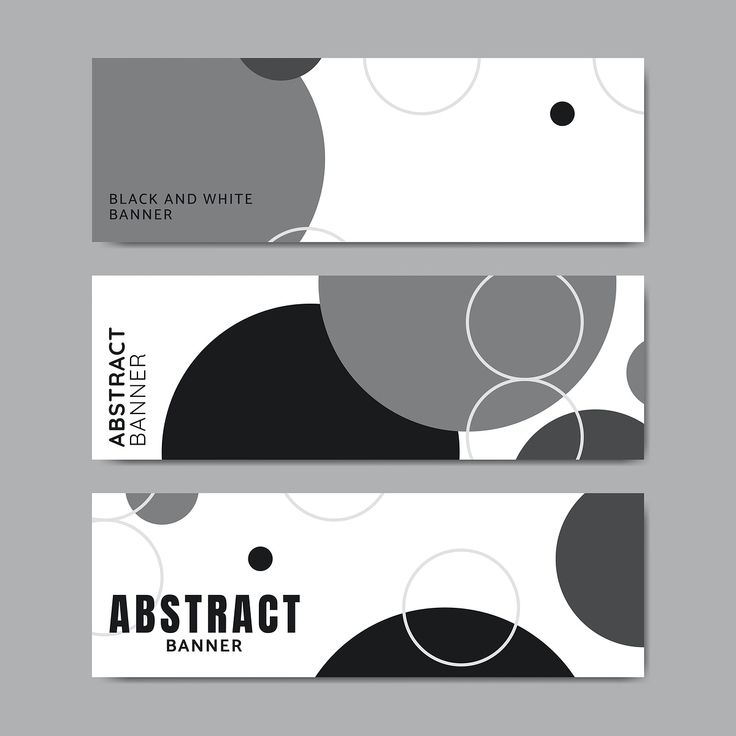 BLACK AND WHITE
BANNER
ABSTRACT
BANNER
ABSTRACT
BANNER